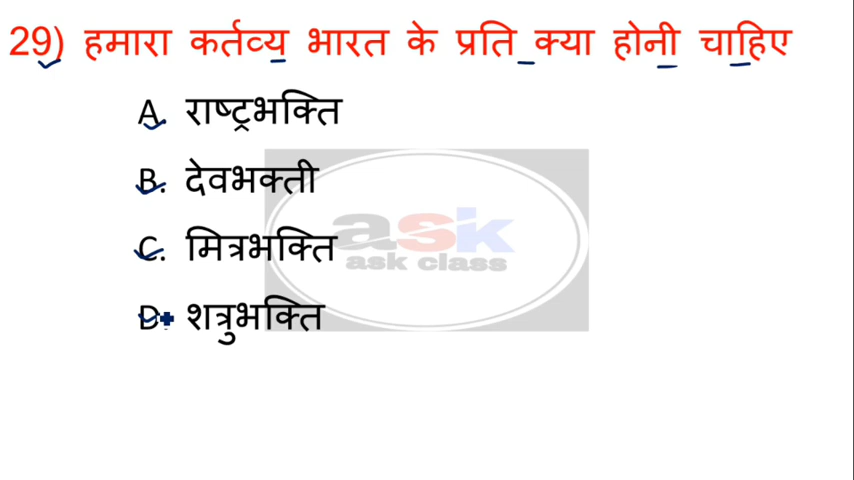 29) हमारा कर्तव्य भारत के प्रति क्या होनी चाहिए
A. राष्ट्रभक्ति
B. देवभक्ती
ask
C. मित्रभक्ति
ask class
D. शत्रुभक्ति